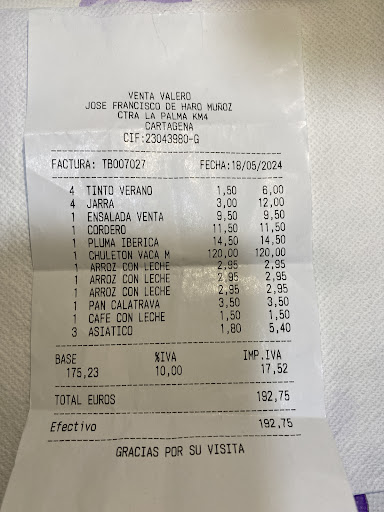 VENTA VALERO
JOSE FRANCISCO DE HARO MUÑOZ
CTRA LA PALMA KM4
CARTAGENA
CIF:23043980-G
FACTURA: TB007027 FECHA:18/05/2024
4 TINTO VERANO 1,50 6,00
4 JARRA 3,00 12,00
1 ENSALADA VENTA 9,50 9,50
1 CORDERO 11,50 11,50
1 PLUMA IBERICA 14,50 14,50
1 CHULETON VACA M 120,00 120,00
1 ARROZ CON LECHE 2,95 2,95
1 ARROZ CON LECHE 2,95 2,95
1 ARROZ CON LECHE 2,95 2,95
1 PAN CALATRAVA 3,50 3,50
1 CAFE CON LECHE 1,50 1,50
3 ASIATICO 1,80 5,40
BASE %IVA IMP.IVA
175,23 10,00 17,52
TOTAL EUROS 192,75
Efectivo 192,75
GRACIAS POR SU VISITA